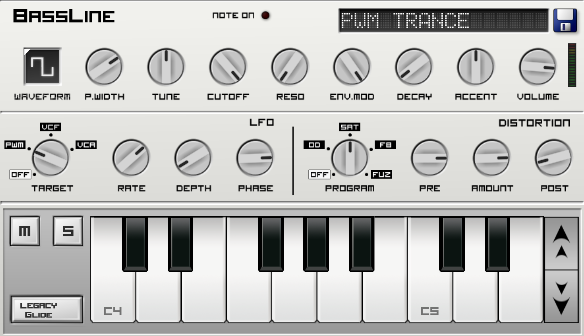 BassLine
NOTE ON
PWM TRANCE
WAVEFORM
P.WIDTH
TUNE
CUTOFF
RESO
ENV.MOD
DECAY
ACCENT
VOLUME
LFO
VCF
PWM
VCA
OFF
TARGET
RATE
DEPTH
PHASE
DISTORTION
SAT
OD
FB
OFF
FUZ
PROGRAM
PRE
AMOUNT
POST
M
S
LEGACY
GLIDE
C4
C5